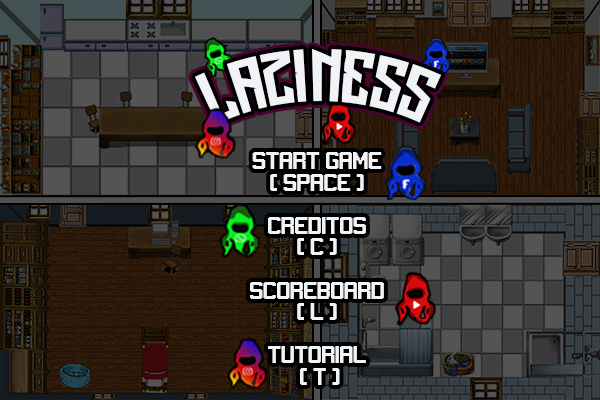 LAZINESS
START GAME
( SPACE )
CREDITOS
( C )
SCOREBOARD
( L )
TUTORIAL
( T )